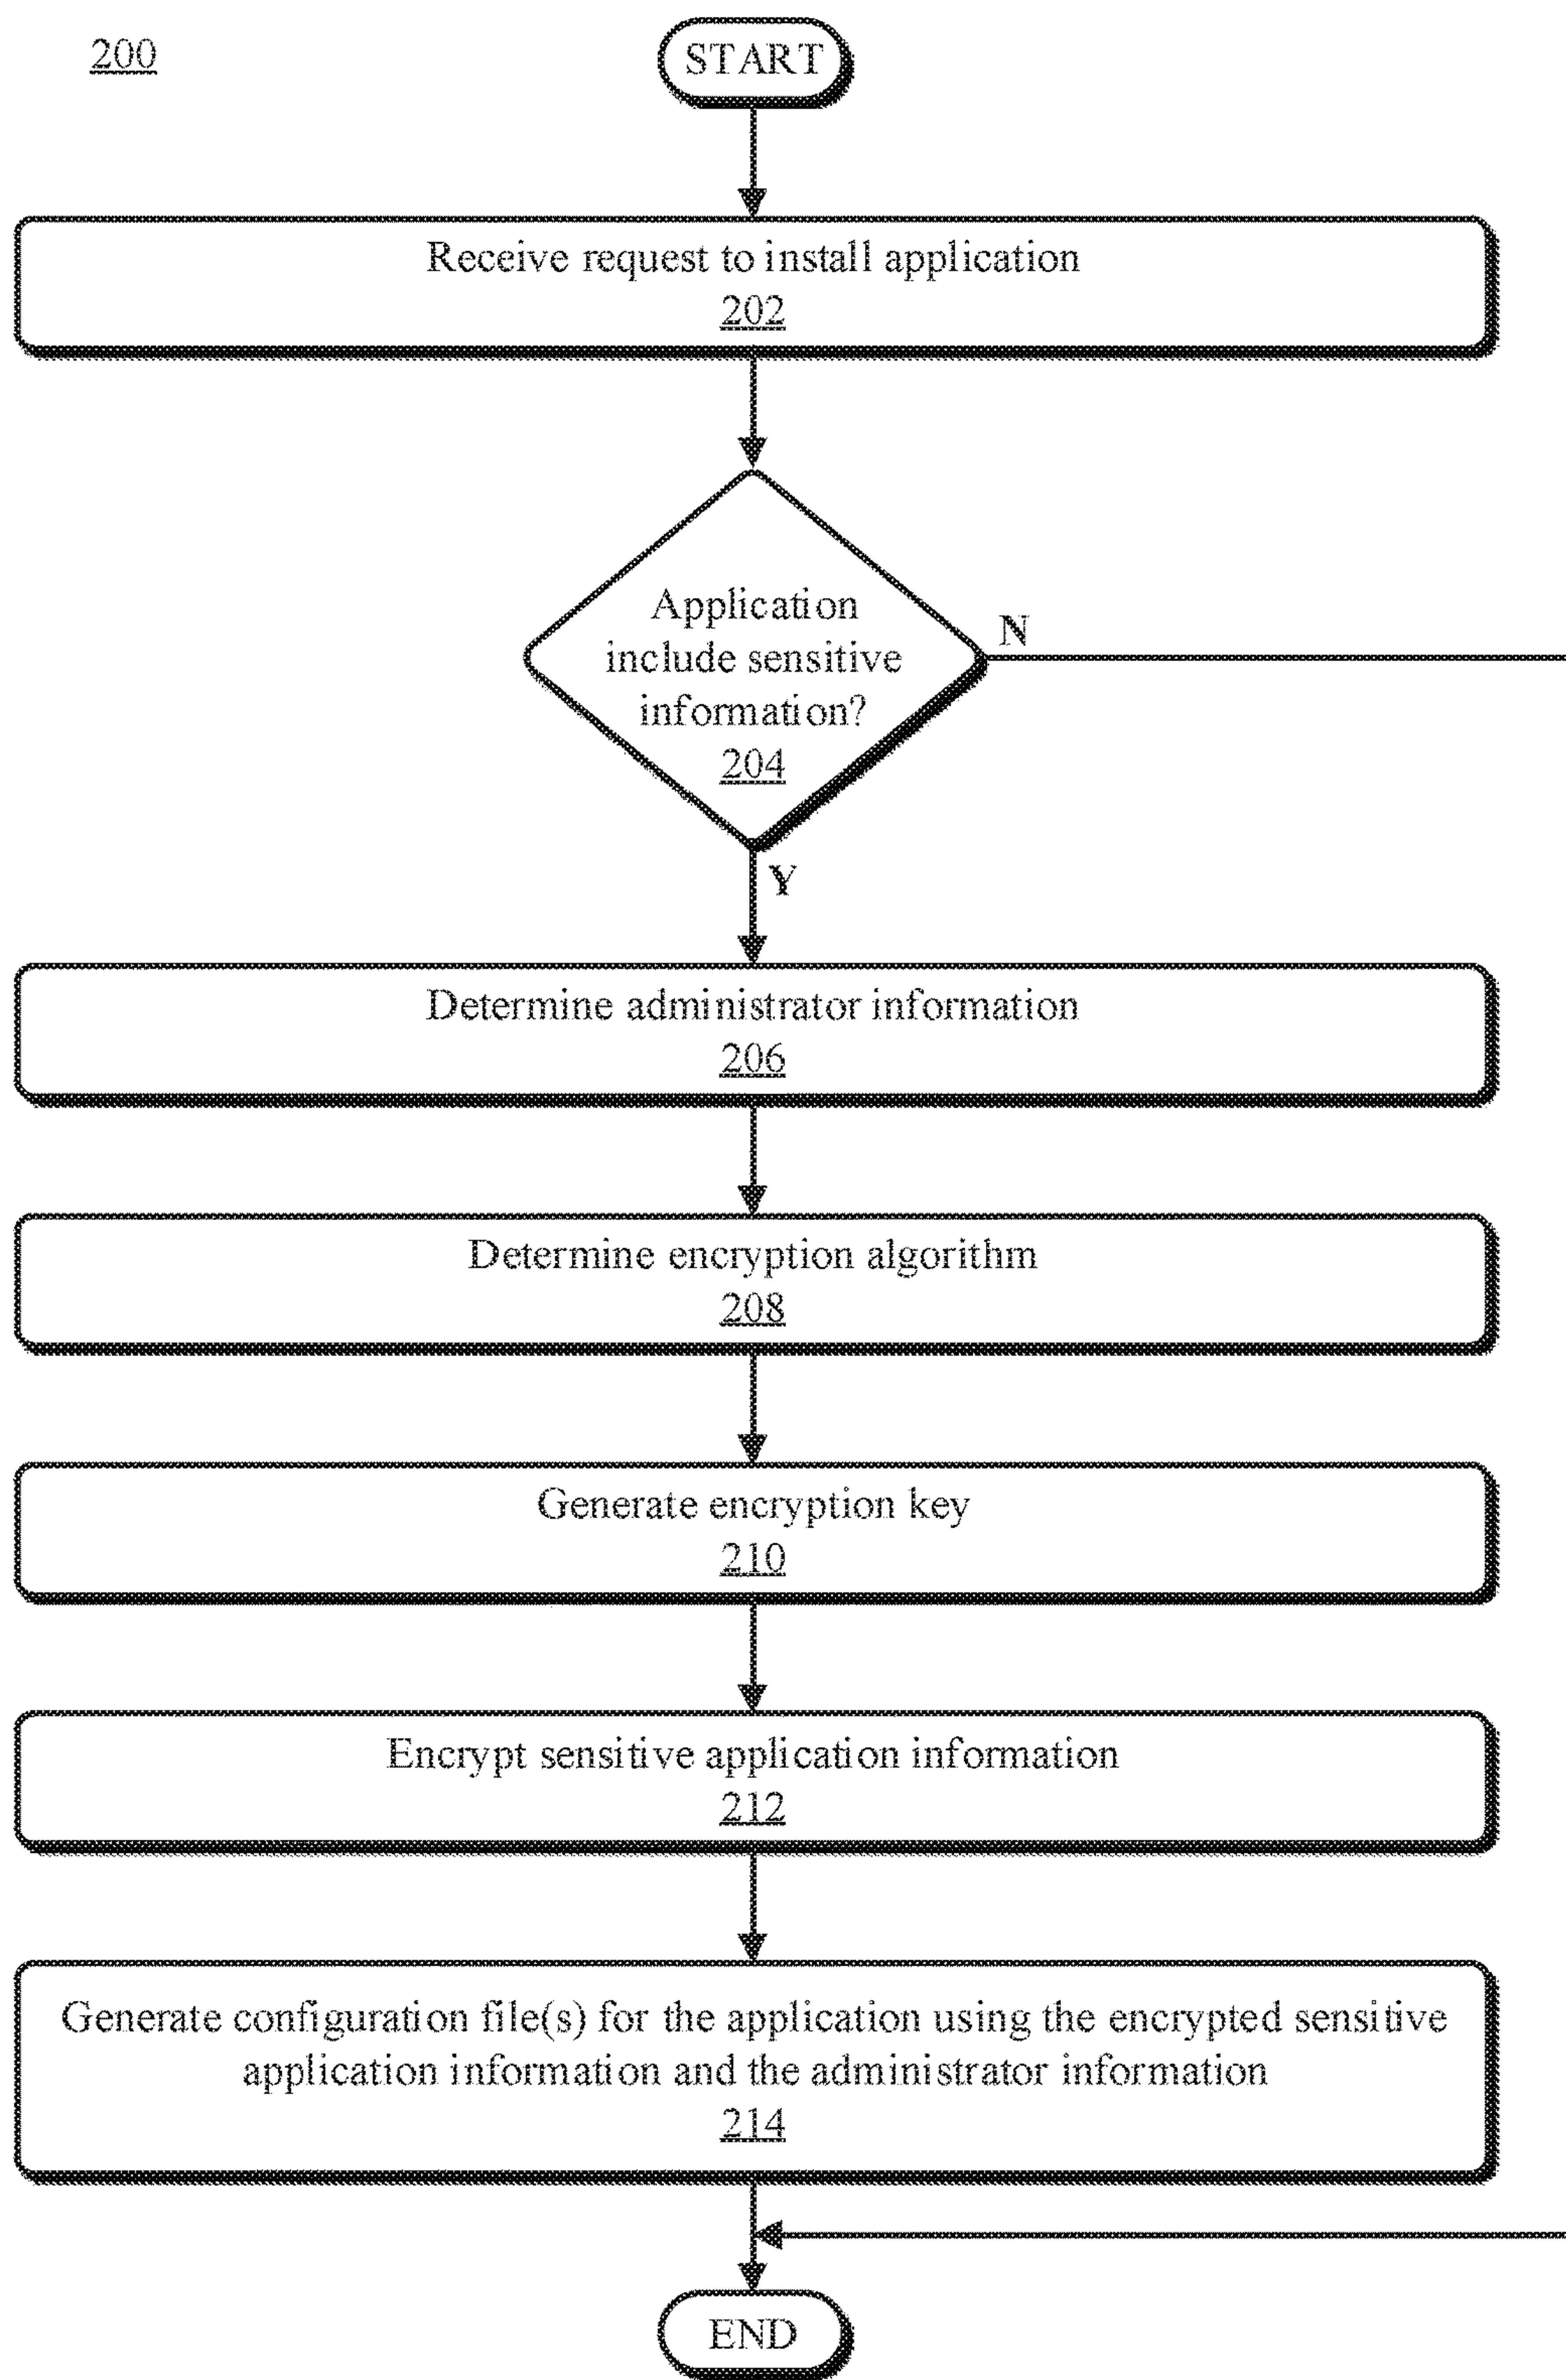 200
START
Receive request to install application
202
Application
include sensitive
information?
204
N
Y
Determine administrator information
206
Determine encryption algorithm
208
Generate encryption key
210
Encrypt sensitive application information
212
Generate configuration file(s) for the application using the encrypted sensitive
application information and the administrator information
214
END